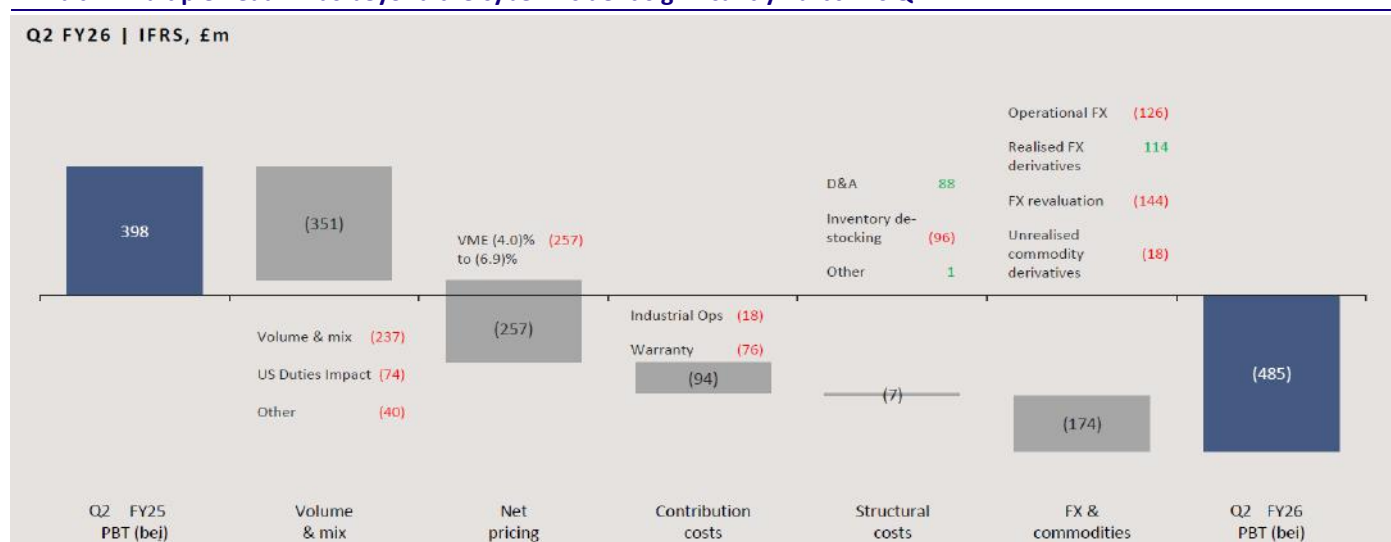 Q2 FY26 | IFRS, £m
398
(351)
Volume & mix (237)
US Duties Impact (74)
Other (40)
VME (4.0)% (257)
to (6.9)%
(257)
Industrial Ops (18)
Warranty (76)
(94)
D&A 88
Inventory de-
stocking (96)
Other 1
(7)
Operational FX (126)
Realised FX 114
derivatives
FX revaluation (144)
Unrealised
commodity (18)
derivatives
(174)
(485)
Q2 FY25
PBT (bei)
Volume
& mix
Net
pricing
Contribution
costs
Structural
costs
FX &
commodities
Q2 FY26
PBT (bei)